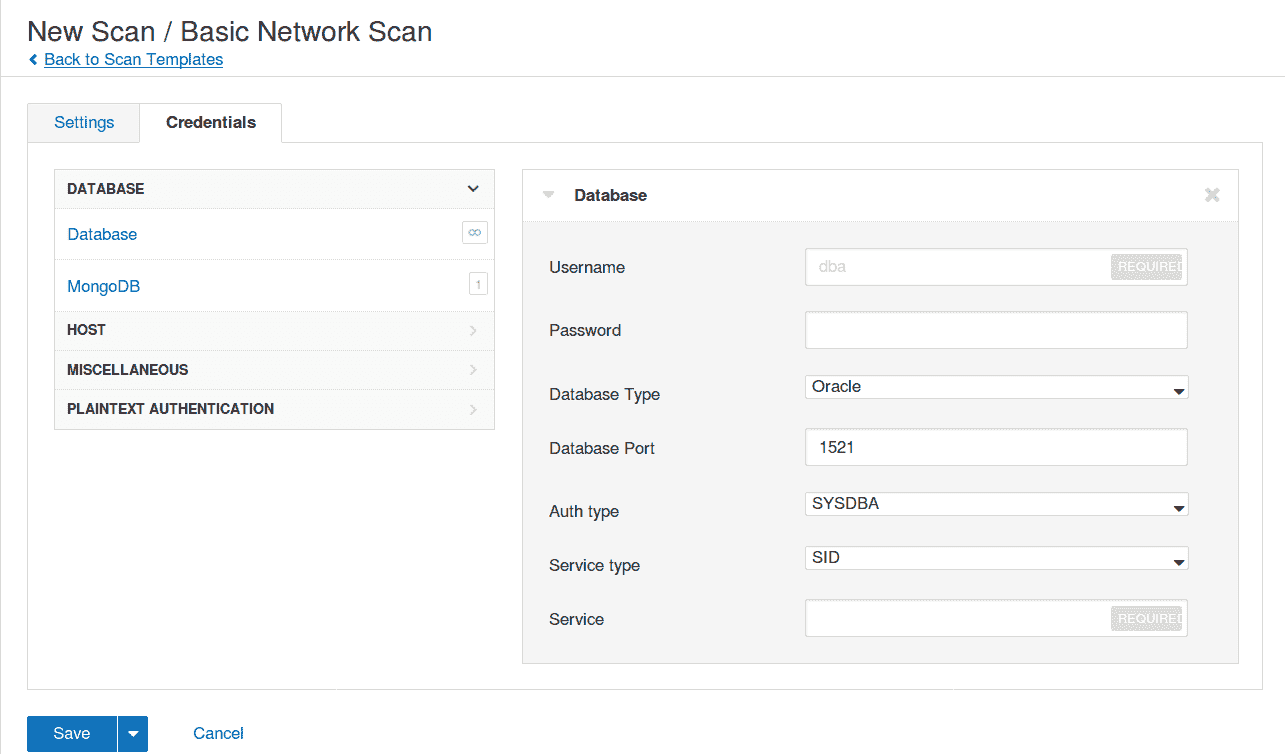 New Scan / Basic Network Scan
Back to Scan Templates
Settings
Credentials
DATABASE
Database
∞
MongoDB
1
HOST
MISCELLANEOUS
PLAINTEXT AUTHENTICATION
Database
Username
dba
REQUIRED
Password
Database Type
Oracle
Database Port
1521
Auth type
SYSDBA
Service type
SID
Service
REQUIRED
Save
Cancel